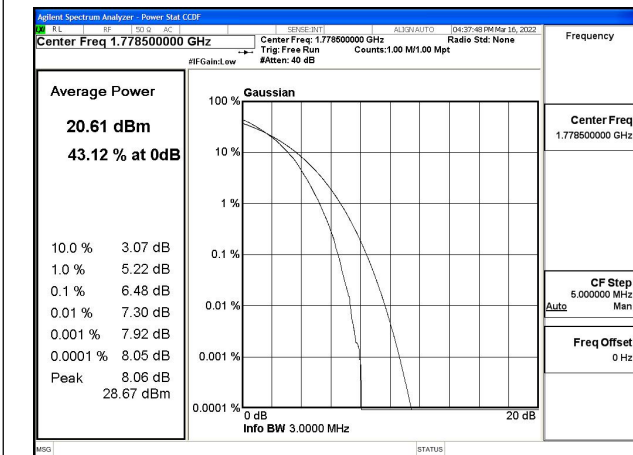 Agilent Spectrum Analyzer - Power Stat CCDF
RL RF 50 Ω AC SENSE:INT ALIGN AUTO 04:37:48 PM Mar 16, 2022
Center Freq 1.778500000 GHz
Center Freq: 1.778500000 GHz Radio Std: None
Trig: Free Run Counts:1.00 M/1.00 Mpt
#IFGain:Low #Atten: 40 dB
Frequency
Average Power
20.61 dBm
43.12 % at 0dB
10.0 % 3.07 dB
1.0 % 5.22 dB
0.1 % 6.48 dB
0.01 % 7.30 dB
0.001 % 7.92 dB
0.0001 % 8.05 dB
Peak 8.06 dB
28.67 dBm
Gaussian
100 %
10 %
1 %
0.1 %
0.01 %
0.001 %
0.0001 %
0 dB 20 dB
Info BW 3.0000 MHz
Center Freq
1.778500000 GHz
CF Step
5.000000 MHz
Auto Man
Freq Offset
0 Hz
MSG STATUS